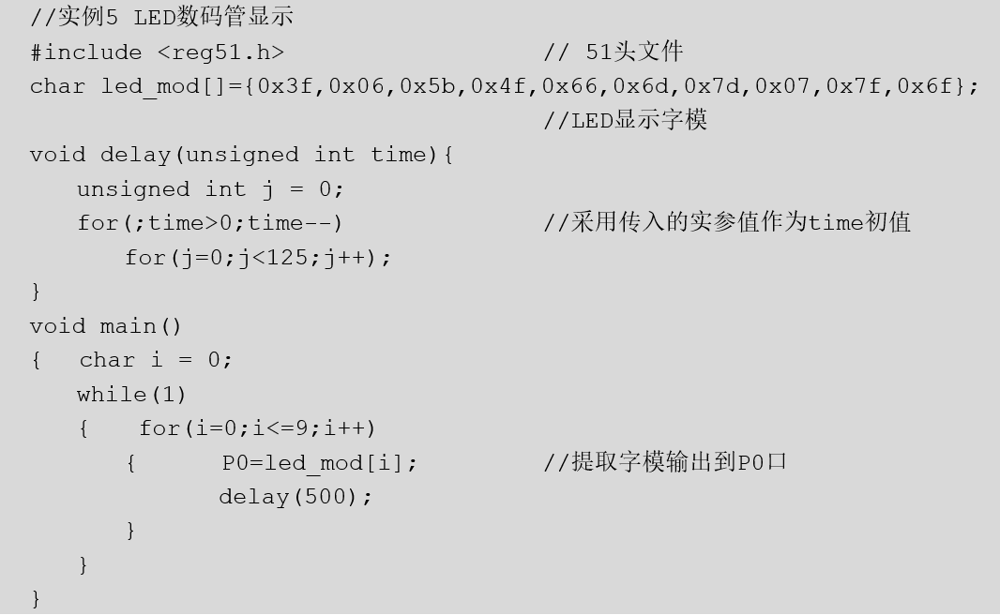 //实例5 LED数码管显示
#include <reg51.h> // 51头文件
char led_mod[]={0x3f,0x06,0x5b,0x4f,0x66,0x6d,0x7d,0x07,0x7f,0x6f};
//LED显示字模
void delay(unsigned int time){
unsigned int j = 0;
for(;time>0;time--) //采用传入的实参值作为time初值
for(j=0;j<125;j++);
}
void main()
{ char i = 0;
while(1)
{ for(i=0;i<=9;i++)
{ P0=led_mod[i]; //提取字模输出到P0口
delay(500);
}
}
}